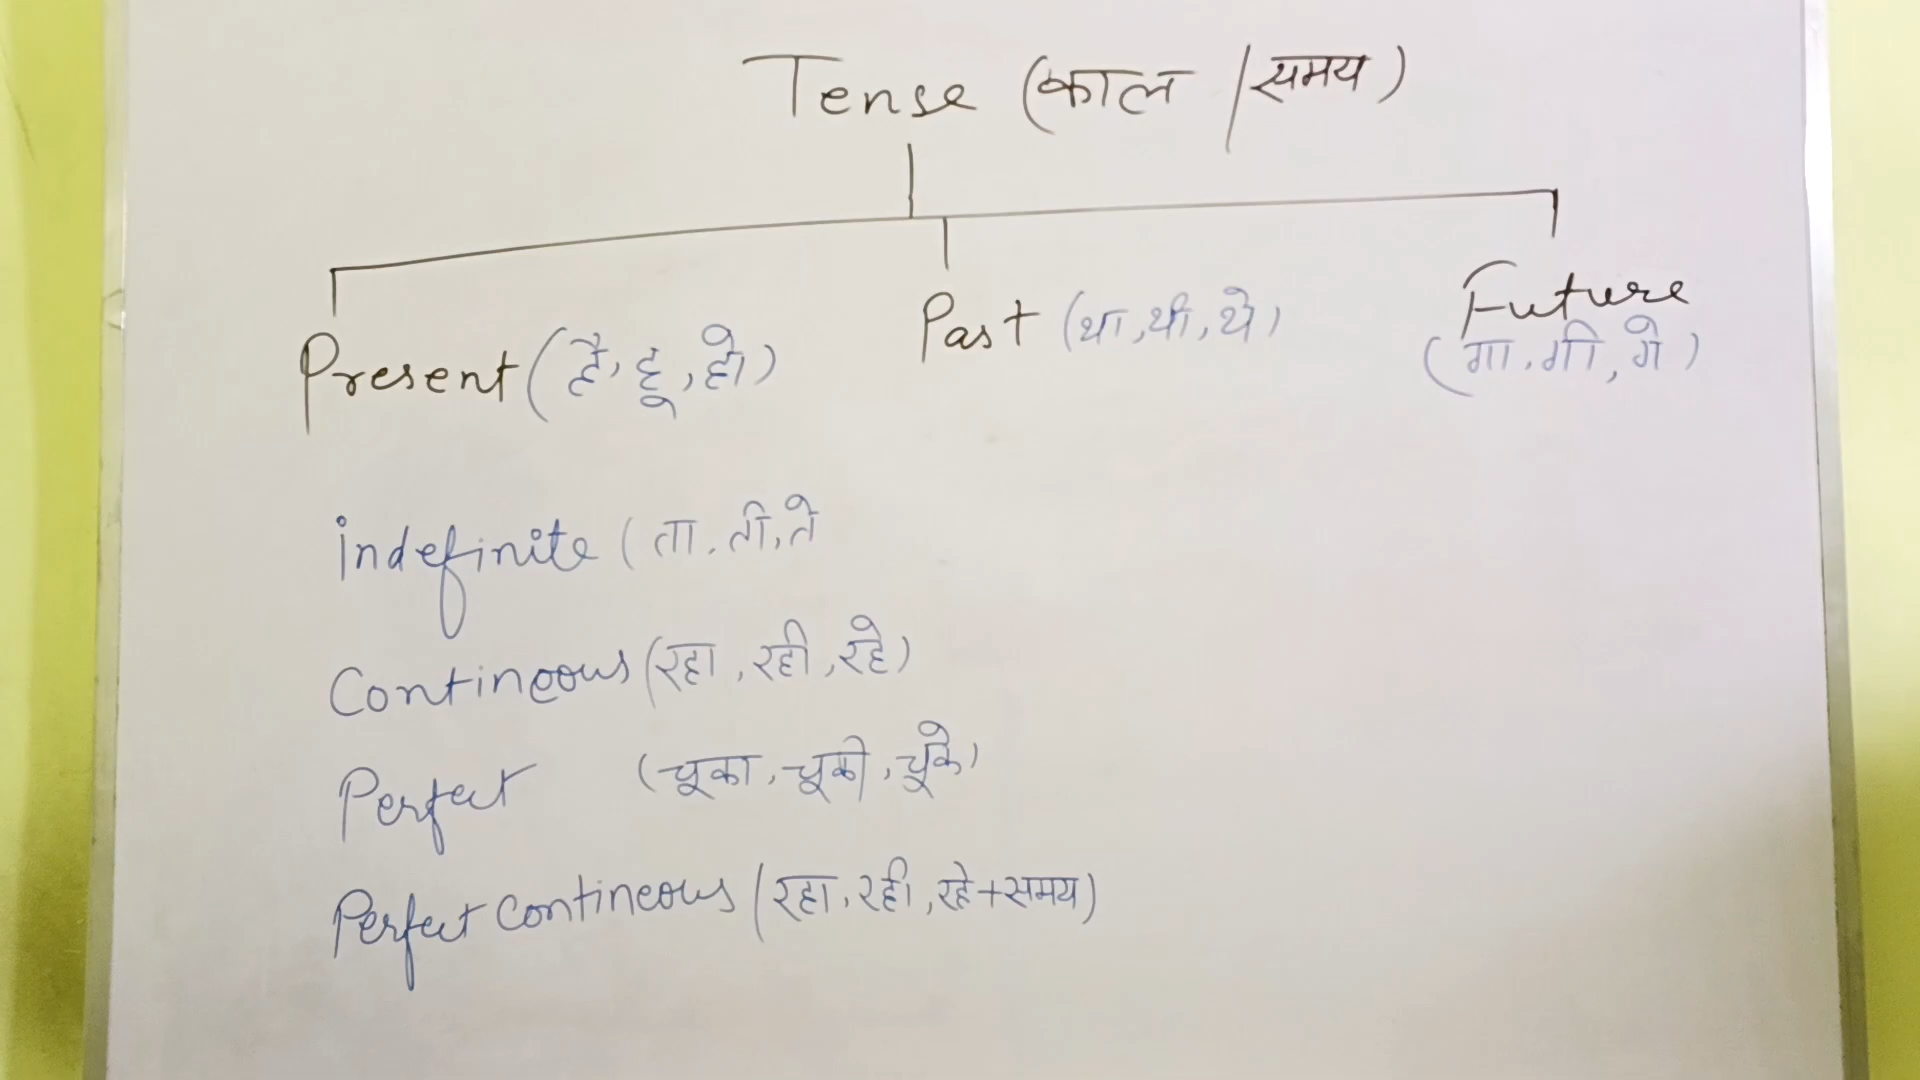 Tense (काल / समय)
Present (है, हू, हो)
Past (था, थी, थे)
Future
(गा, गी, गे)
indefinite (ता, ती, ते
Contineous (रहा, रही, रहे)
Perfect (चूका, चूकी, चूके)
Perfect contineous (रहा, रही, रहे+समय)